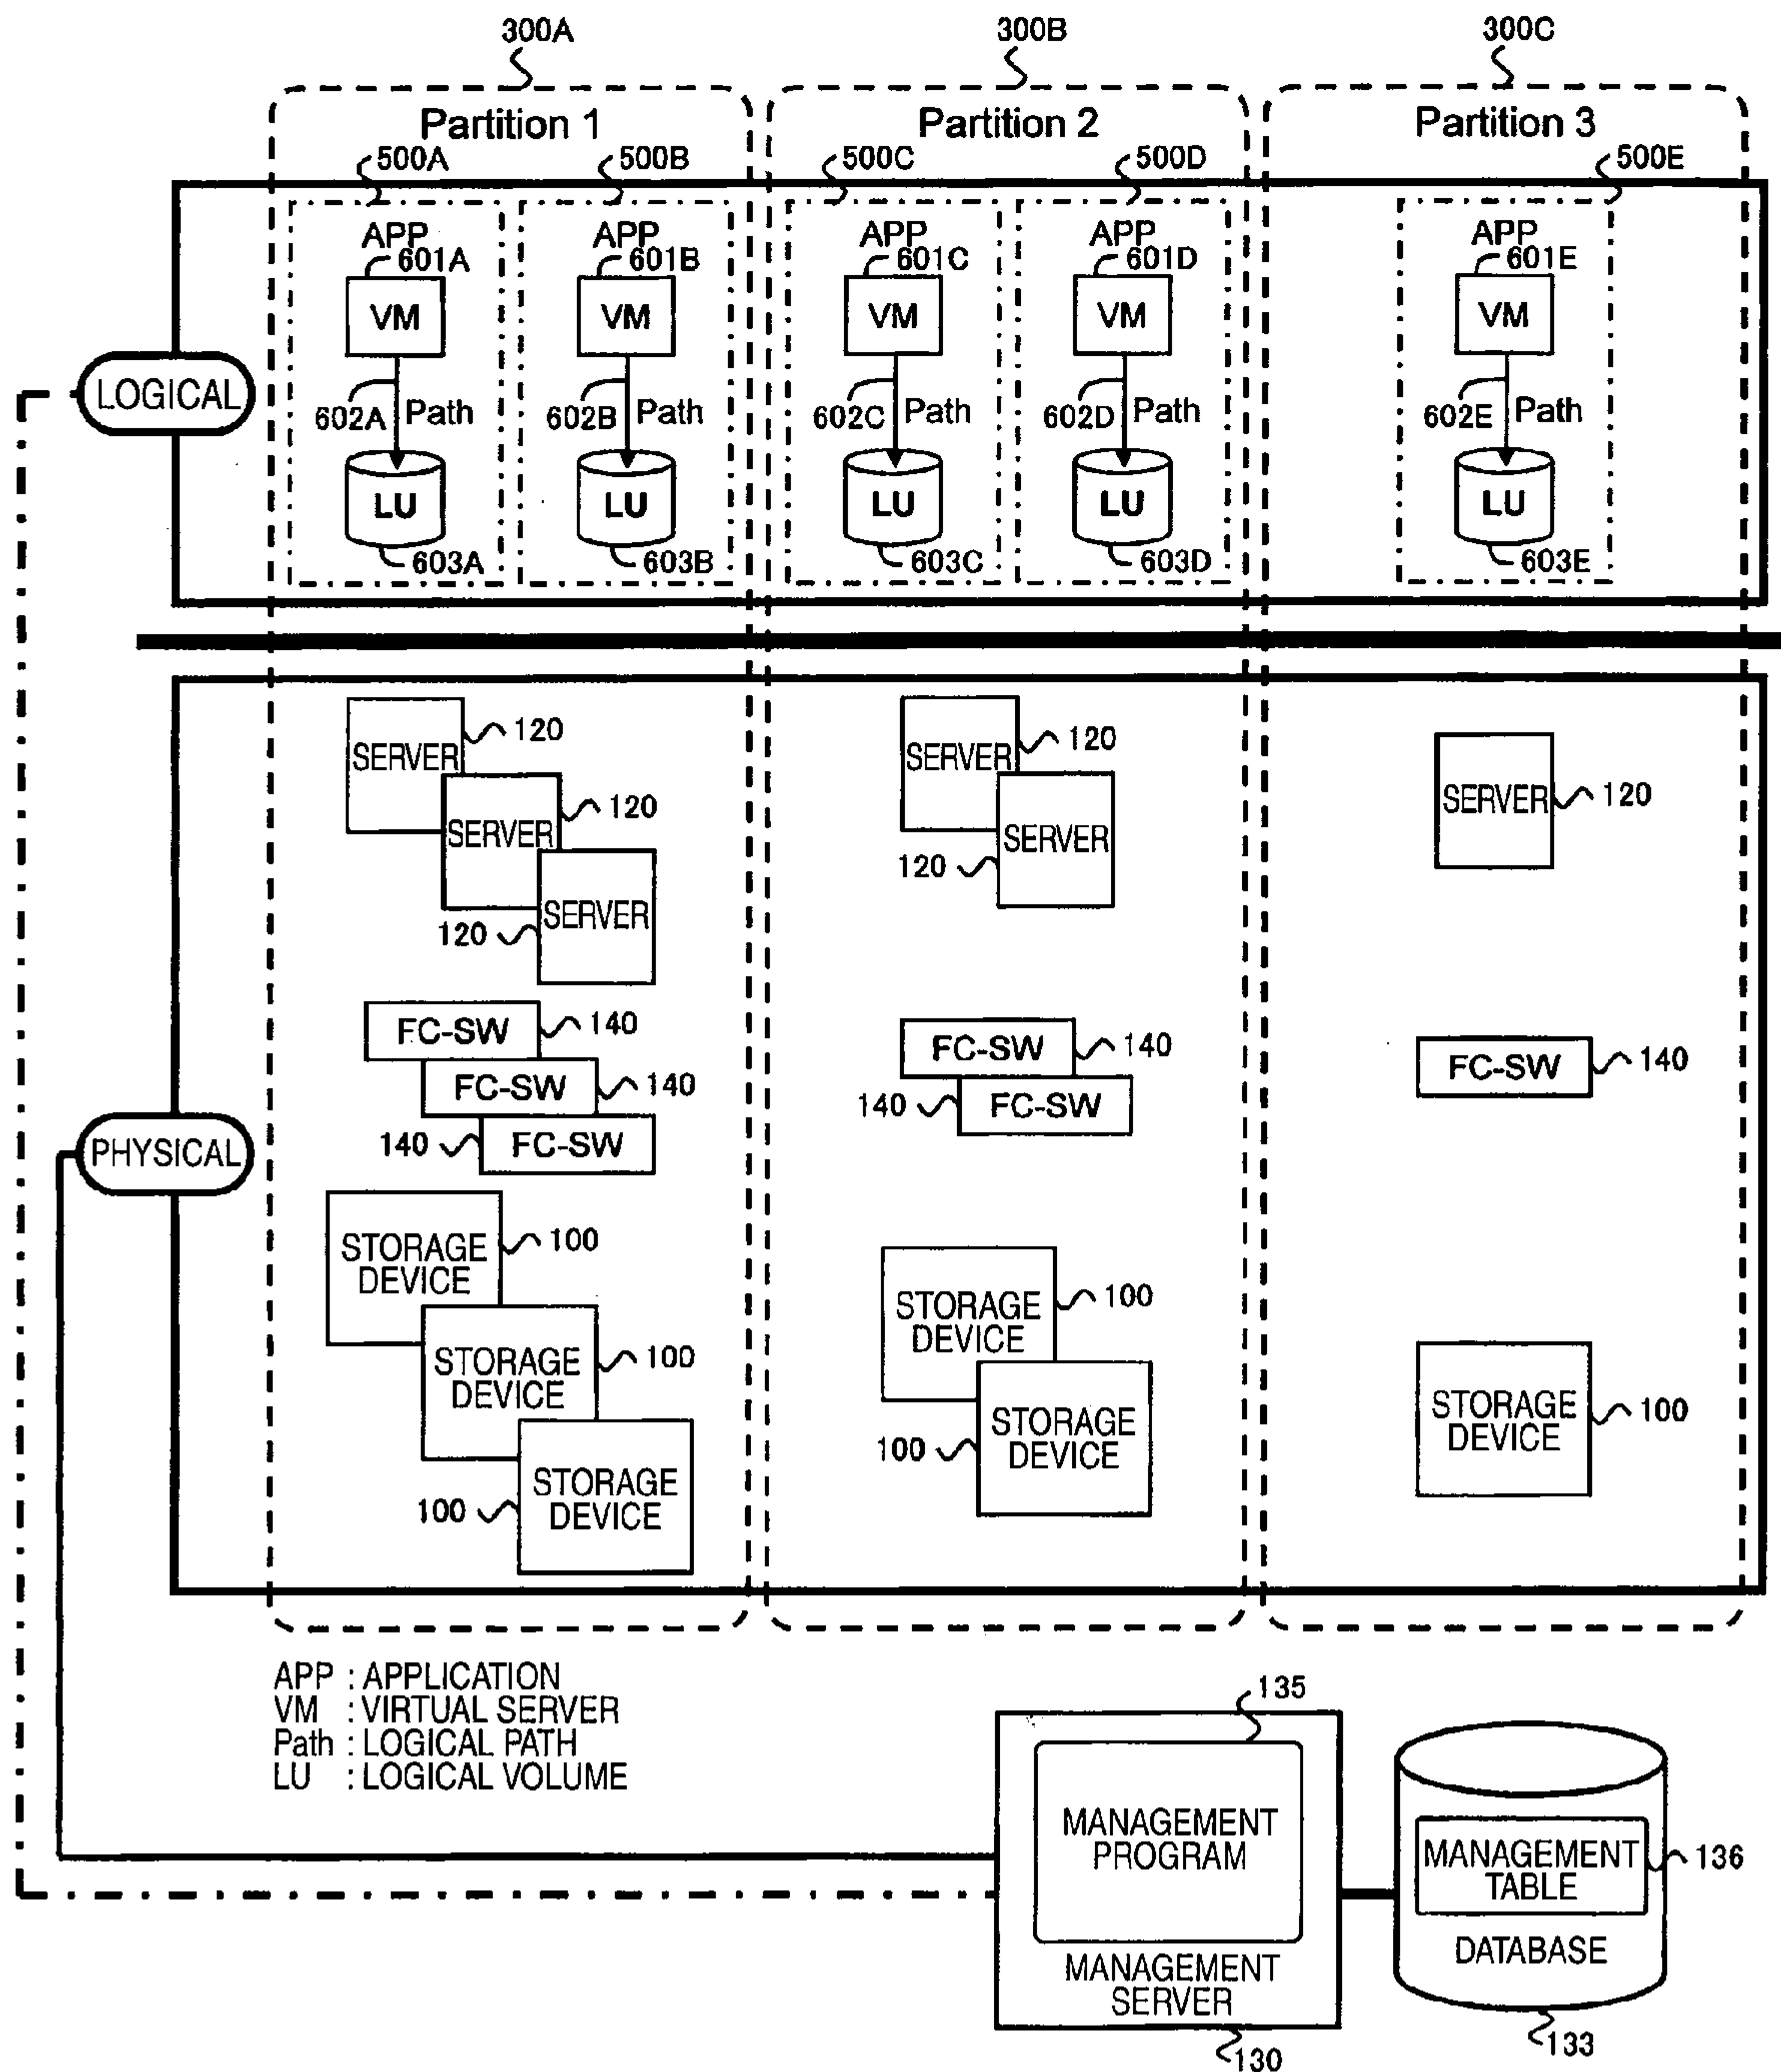 300A 300B 300C
Partition 1 Partition 2 Partition 3
500A 500B 500C 500D 500E
APP APP APP APP APP
601A 601B 601C 601D 601E
VM VM VM VM VM
LOGICAL
602A Path 602B Path 602C Path 602D Path 602E Path
LU LU LU LU LU
603A 603B 603C 603D 603E
PHYSICAL
SERVER 120
SERVER 120
120 SERVER
FC-SW 140
FC-SW 140
140 FC-SW
STORAGE
DEVICE 100
STORAGE
DEVICE 100
100 STORAGE
DEVICE
SERVER 120
120 SERVER
FC-SW 140
140 FC-SW
STORAGE
DEVICE 100
100 STORAGE
DEVICE
SERVER 120
FC-SW 140
STORAGE
DEVICE 100
APP : APPLICATION
VM : VIRTUAL SERVER
Path : LOGICAL PATH
LU : LOGICAL VOLUME
135
MANAGEMENT
PROGRAM
MANAGEMENT
SERVER
130
MANAGEMENT
TABLE
136
DATABASE
133